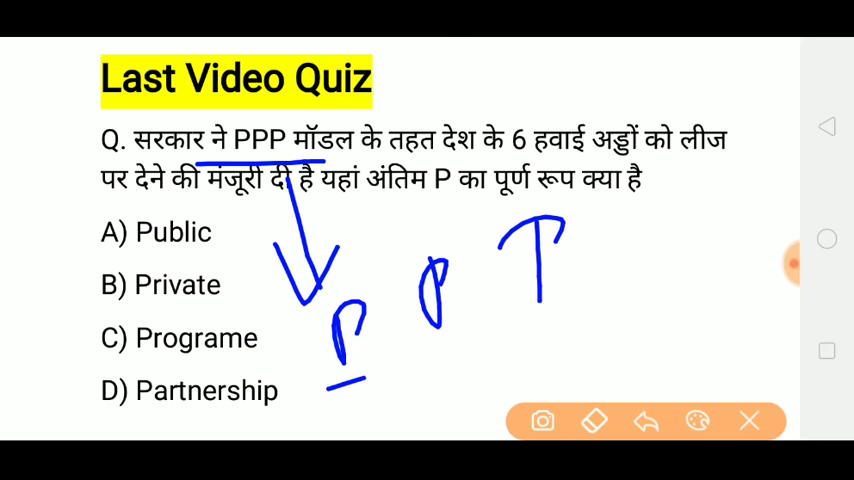 Last Video Quiz
Q. सरकार ने PPP मॉडल के तहत देश के 6 हवाई अड्डों को लीज
पर देने की मंजूरी दी है यहां अंतिम P का पूर्ण रूप क्या है
A) Public
B) Private
C) Programe
D) Partnership
P P P